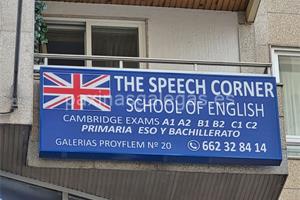 THE SPEECH CORNER
SCHOOL OF ENGLISH
CAMBRIDGE EXAMS A1 A2 B1 B2 C1 C2
PRIMARIA ESO Y BACHILLERATO
GALERIAS PROYFLEM Nº 20 662 32 84 14